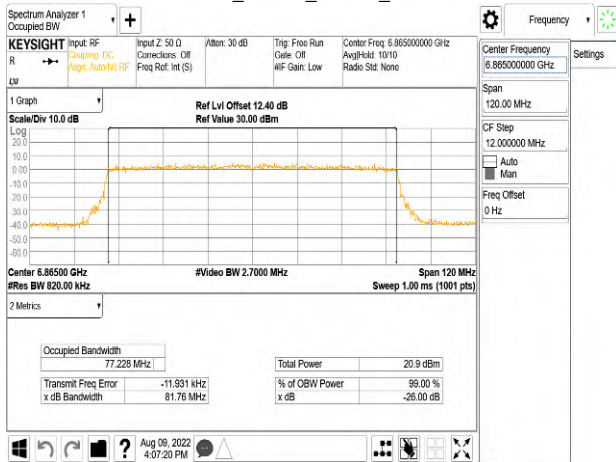 Spectrum Analyzer 1
Occupied BW
Frequency
KEYSIGHT
R
Input: RF
Coupling: DC
Align: Auto/No RF
Input Z: 50 Ω
Corrections: Off
Freq Ref: Int (S)
Atten: 30 dB
Trig: Free Run
Gate: Off
#IF Gain: Low
Center Freq: 6.865000000 GHz
Avg|Hold: 10/10
Radio Std: None
Center Frequency
6.865000000 GHz
Settings
Span
120.00 MHz
CF Step
12.000000 MHz
Auto
Man
Freq Offset
0 Hz
1 Graph
Scale/Div 10.0 dB
Ref Lvl Offset 12.40 dB
Ref Value 30.00 dBm
Log
20.0
10.0
0.00
-10.0
-20.0
-30.0
-40.0
-50.0
-60.0
Center 6.86500 GHz
#Res BW 820.00 kHz
#Video BW 2.7000 MHz
Span 120 MHz
Sweep 1.00 ms (1001 pts)
2 Metrics
Occupied Bandwidth
77.228 MHz
Transmit Freq Error -11.931 kHz
x dB Bandwidth 81.76 MHz
Total Power 20.9 dBm
% of OBW Power 99.00 %
x dB -26.00 dB
Aug 09, 2022
4:07:20 PM